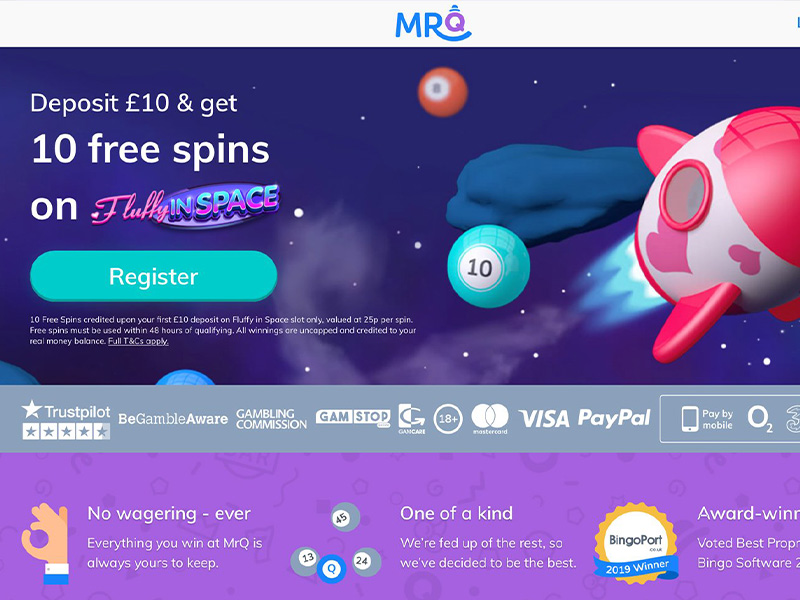 MRQ
Deposit £10 & get
10 free spins
on Fluffy IN SPACE
8
10
Register
10 Free Spins credited upon your first £10 deposit on Fluffy in Space slot only, valued at 25p per spin.
Free spins must be used within 48 hours of qualifying. All winnings are uncapped and credited to your
real money balance. Full T&Cs apply.
Trustpilot
BeGambleAware
GAMBLING
COMMISSION
GAMSTOP
GAMCARE
18+
mastercard.
VISA
PayPal
Pay by
mobile
O2
3
No wagering - ever
Everything you win at MrQ is
always yours to keep.
45
13
Q
24
One of a kind
We're fed up of the rest, so
we've decided to be the best.
BingoPort
.co.uk
2019 Winner
Award-winn
Voted Best Propr
Bingo Software 2